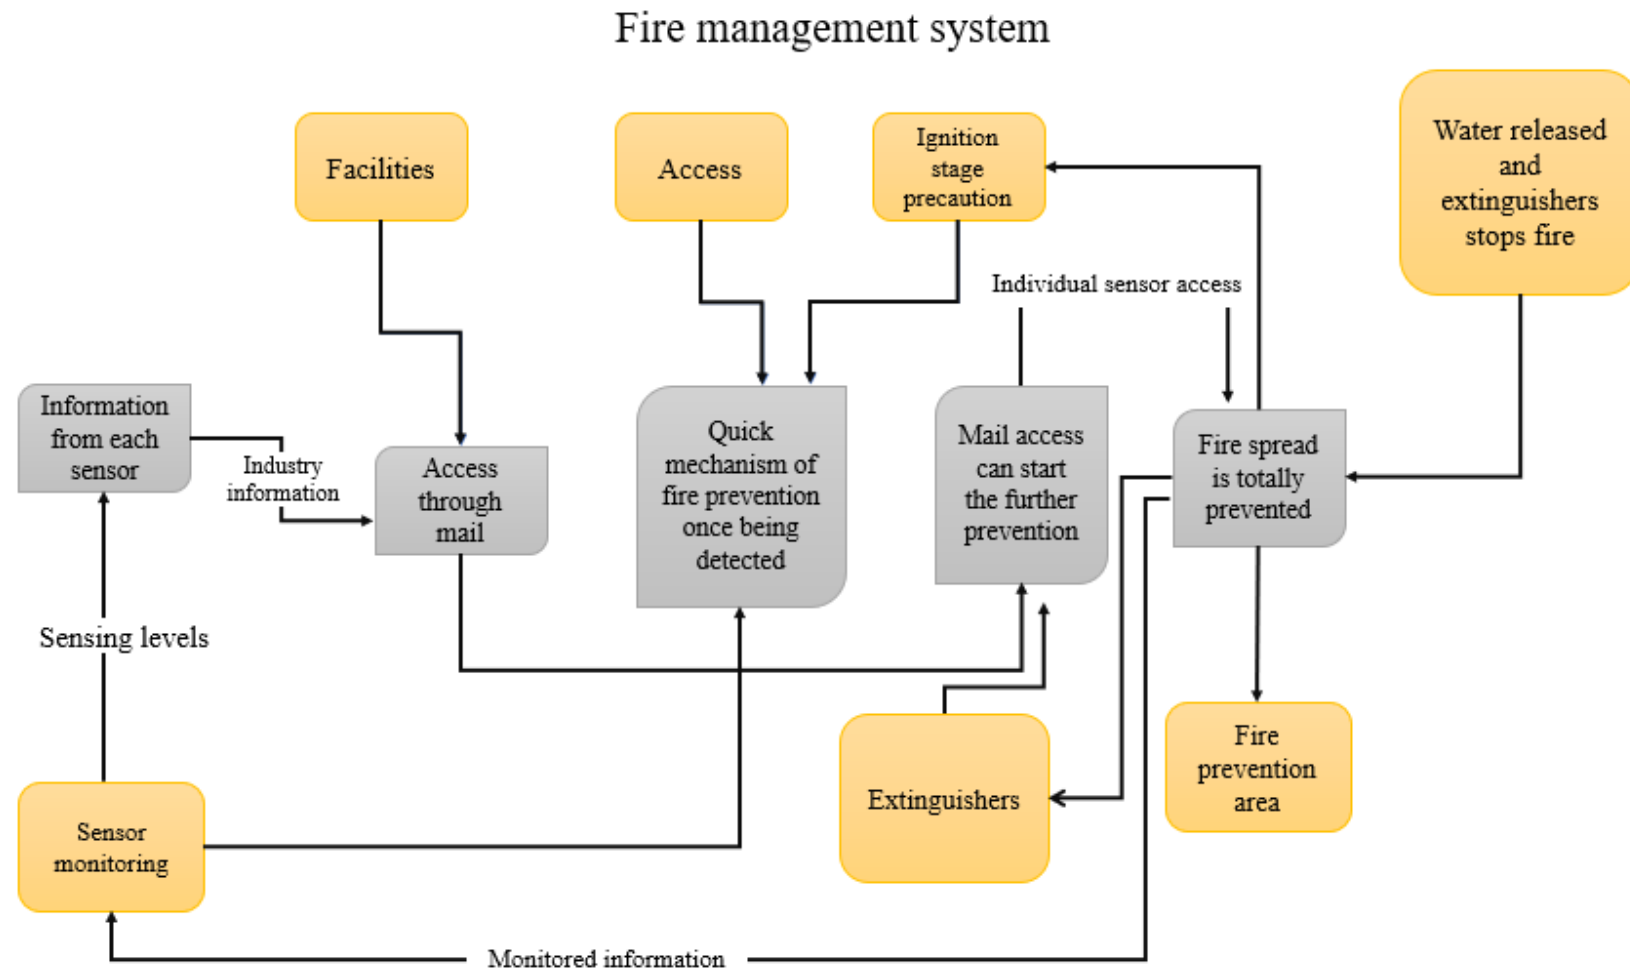 Fire management system
Facilities
Access
Ignition
stage
precaution
Water released
and
extinguishers
stops fire
Individual sensor access
Information
from each
sensor
Industry
information
Access
through
mail
Quick
mechanism of
fire prevention
once being
detected
Mail access
can start
the further
prevention
Fire spread
is totally
prevented
Sensing levels
Sensor
monitoring
Extinguishers
Fire
prevention
area
Monitored information